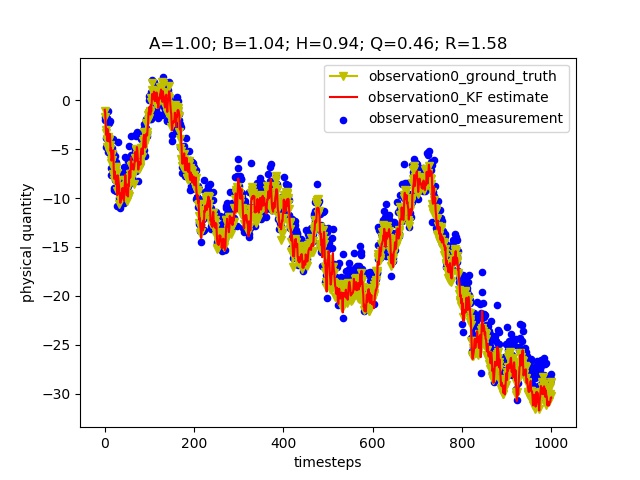 A=1.00; B=1.04; H=0.94; Q=0.46; R=1.58
observation0_ground_truth
observation0_KF estimate
observation0_measurement
physical quantity
0
−5
−10
−15
−20
−25
−30
0 200 400 600 800 1000
timesteps